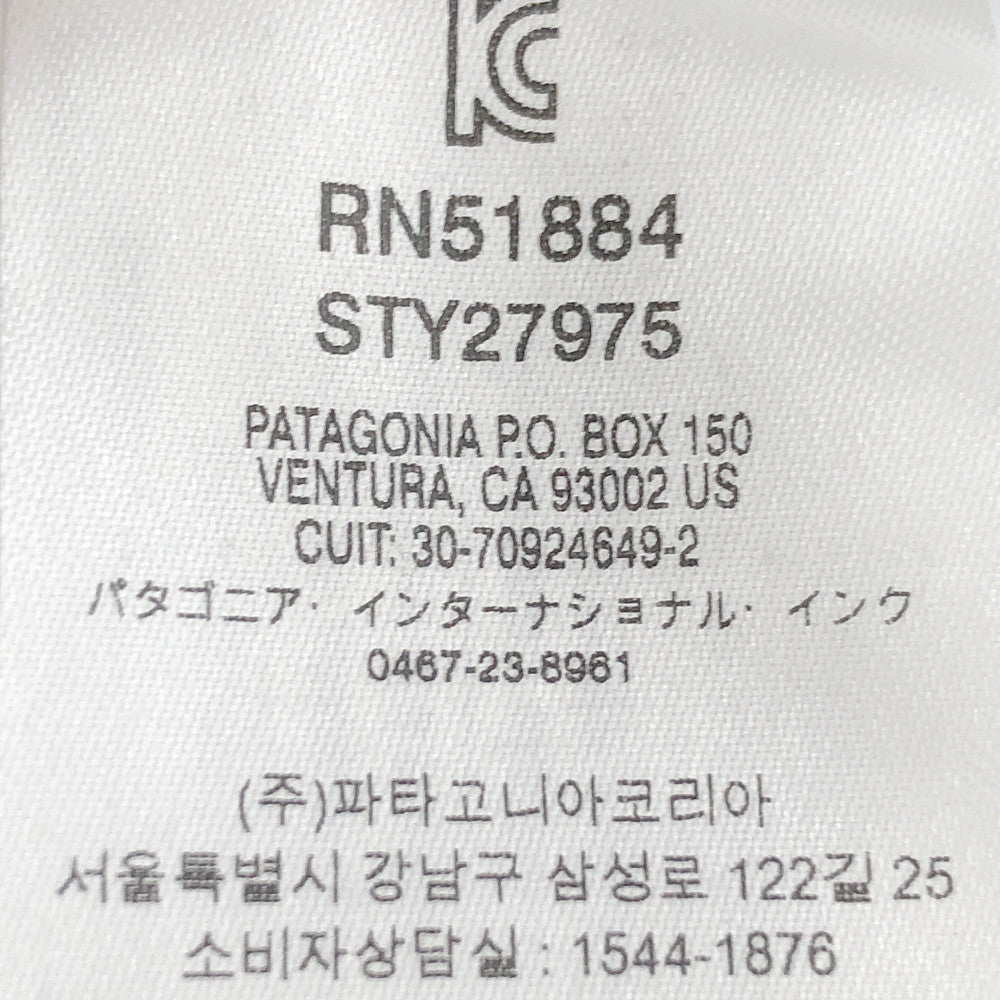 RN51884
STY27975
PATAGONIA P.O. BOX 150
VENTURA, CA 93002 US
CUIT: 30-70924649-2
パタゴニア・インターナショナル・インク
0467-23-8961
(주)파타고니아코리아
서울특별시 강남구 삼성로 122길 25
소비자상담실 : 1544-1876